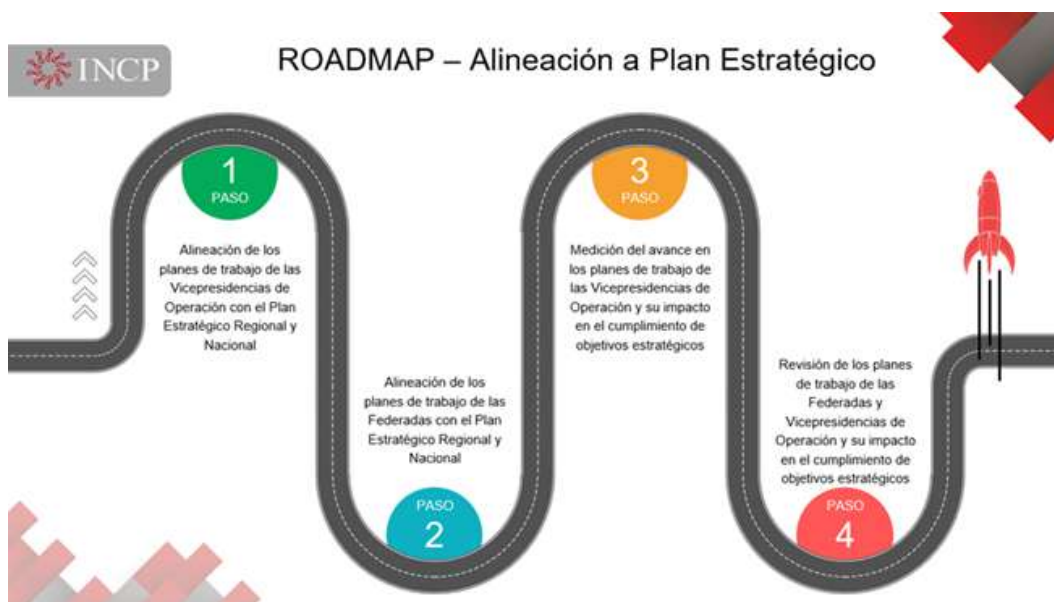 INCP
ROADMAP – Alineación a Plan Estratégico
1
PASO
Alineación de los
planes de trabajo de las
Vicepresidencias de
Operación con el Plan
Estratégico Regional y
Nacional
Alineación de los
planes de trabajo de las
Federadas con el Plan
Estratégico Regional y
Nacional
PASO
2
3
PASO
Medición del avance en
los planes de trabajo de
las Vicepresidencias de
Operación y su impacto
en el cumplimiento de
objetivos estratégicos
Revisión de los planes
de trabajo de las
Federadas y
Vicepresidencias de
Operación y su impacto
en el cumplimiento de
objetivos estratégicos
PASO
4